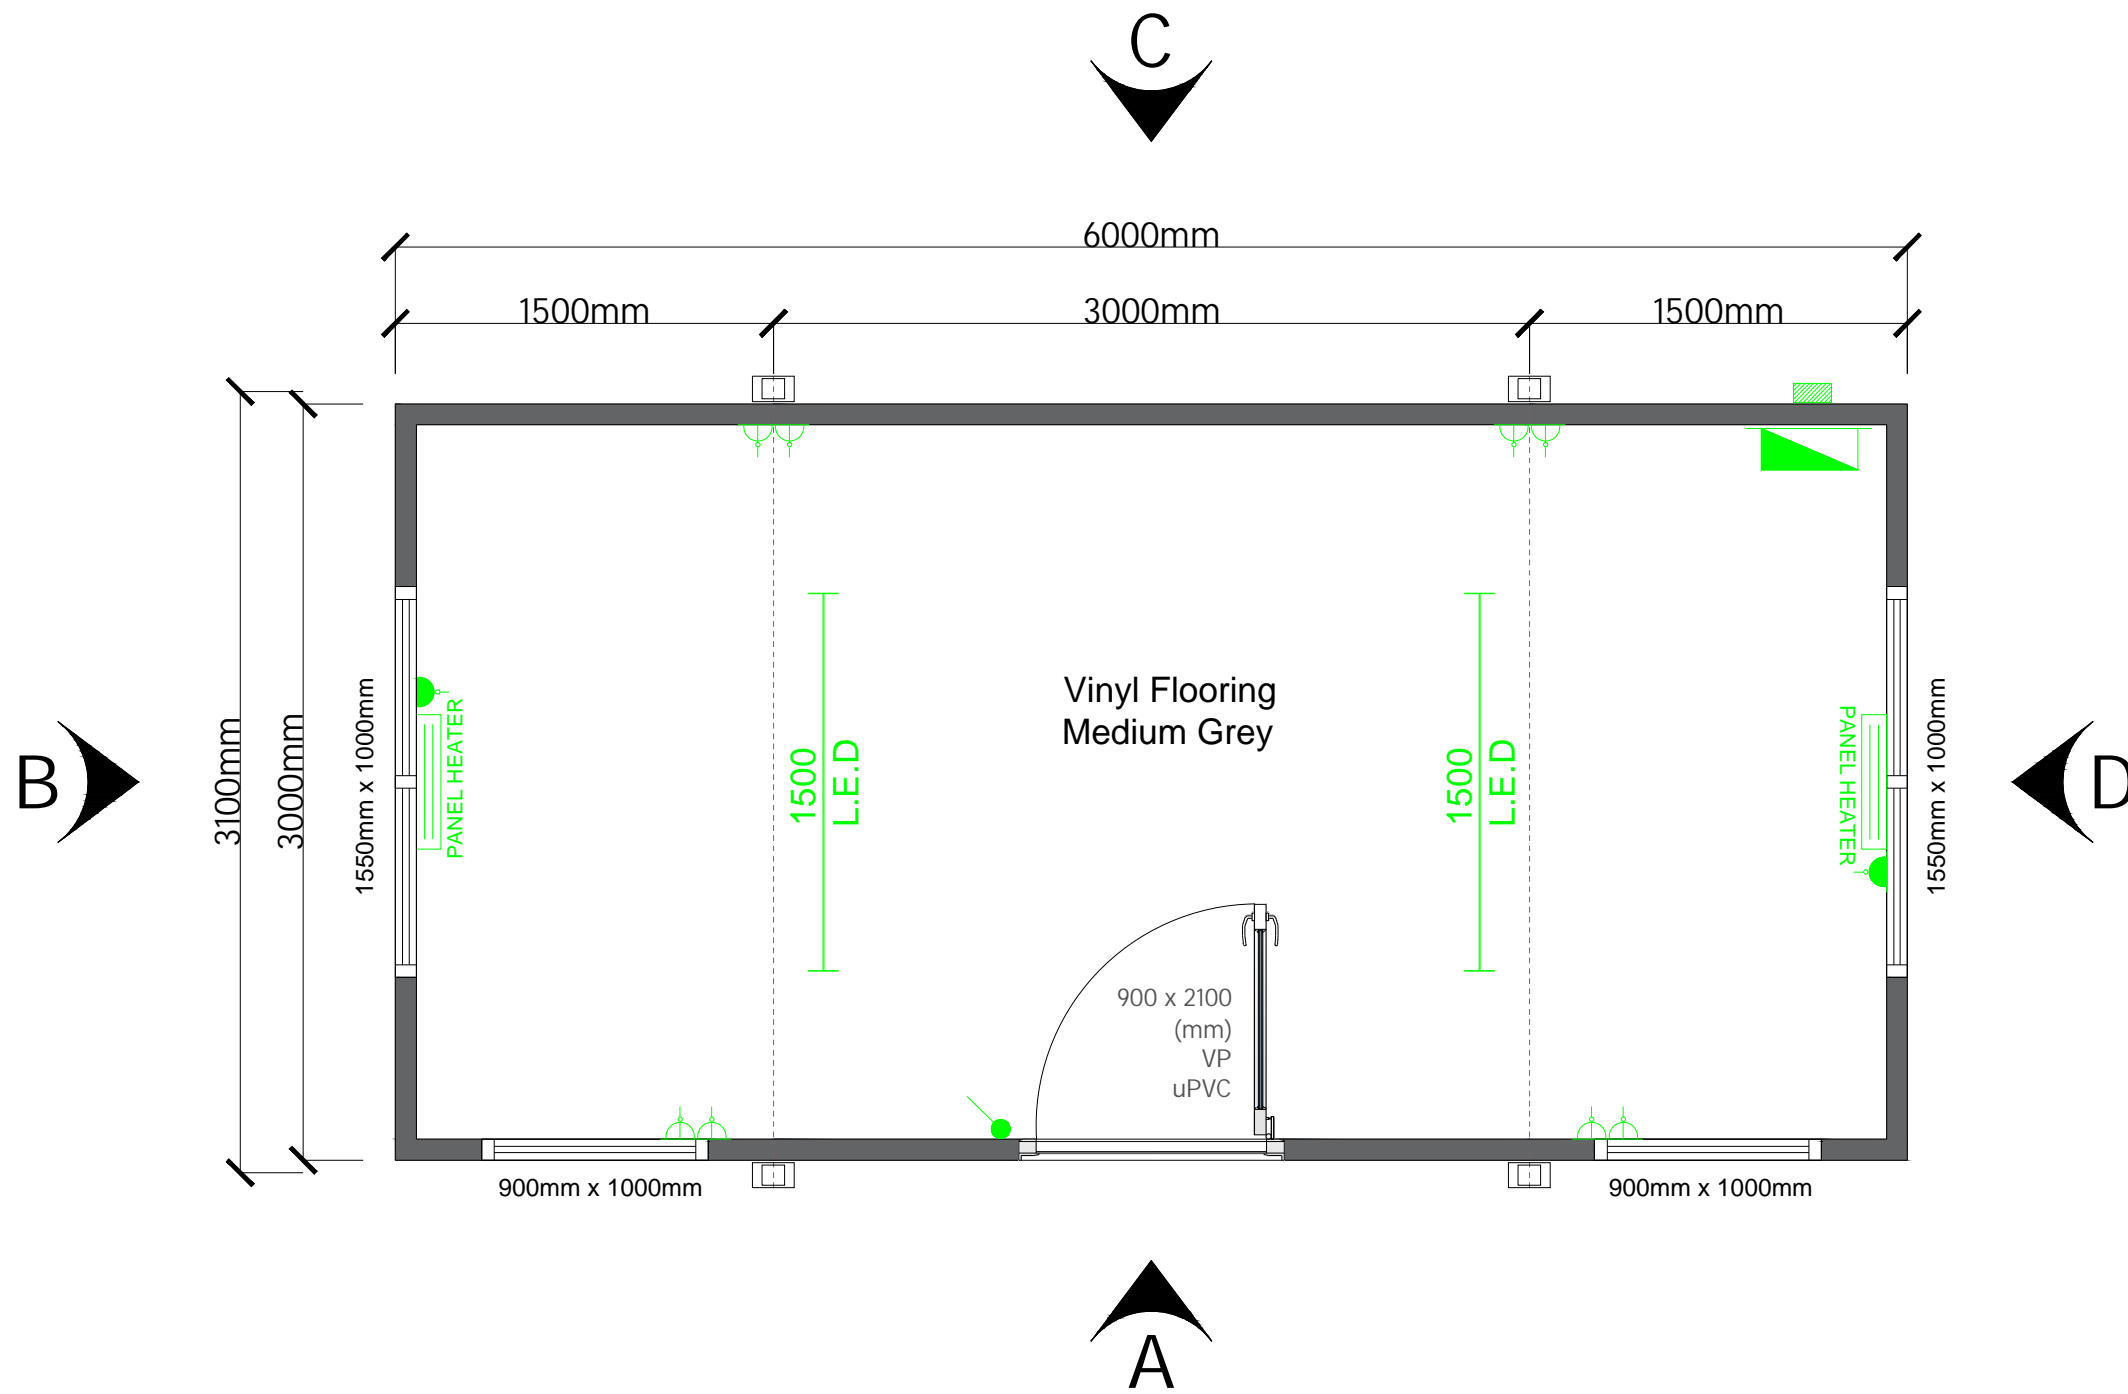 C
6000mm
1500mm
3000mm
1500mm
3100mm
3000mm
B
1550mm x 1000mm
PANEL HEATER
1500
L.E.D
Vinyl Flooring
Medium Grey
1500
L.E.D
PANEL HEATER
1550mm x 1000mm
D
900 x 2100
(mm)
VP
uPVC
900mm x 1000mm
900mm x 1000mm
A